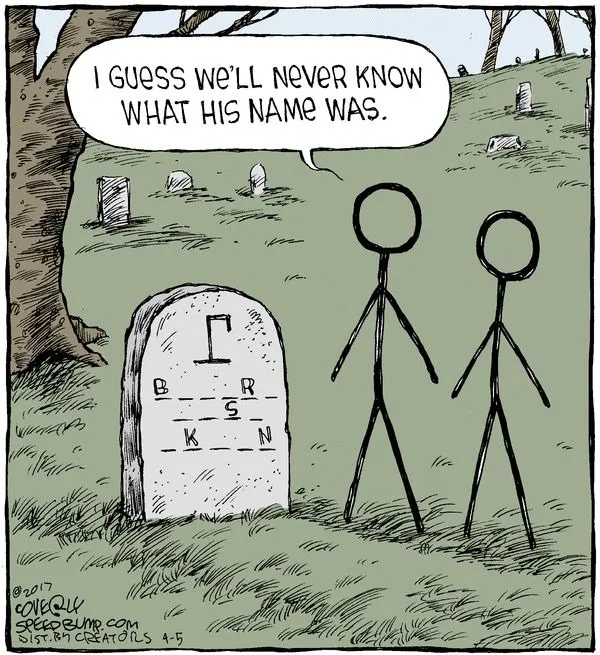 I GUESS WE'LL NEVER KNOW
WHAT HIS NAME WAS.
B R
S
K N
©2017
COVERLY
SPEEDBUMP.COM
DIST. BY CREATORS 4-5